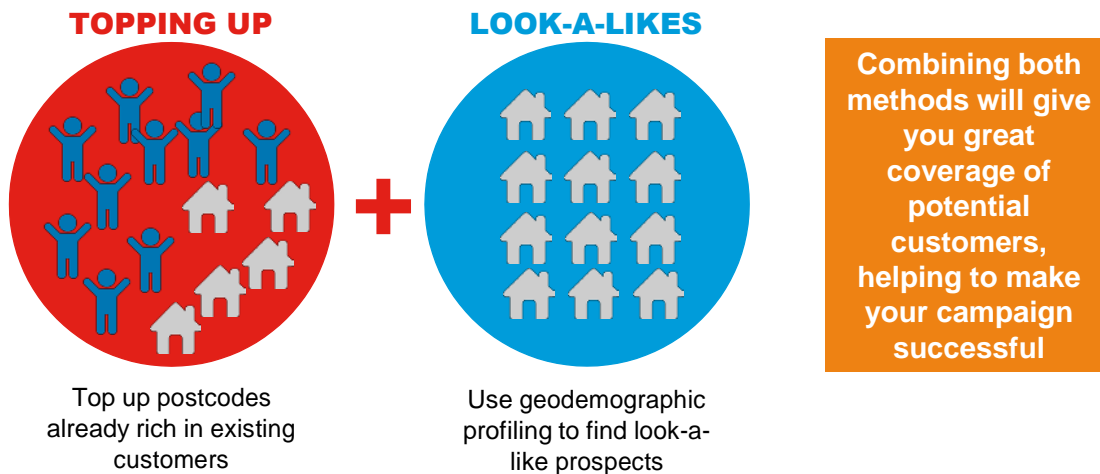 TOPPING UP
Top up postcodes
already rich in existing
customers
LOOK-A-LIKES
Use geodemographic
profiling to find look-a-
like prospects
Combining both
methods will give
you great
coverage of
potential
customers,
helping to make
your campaign
successful